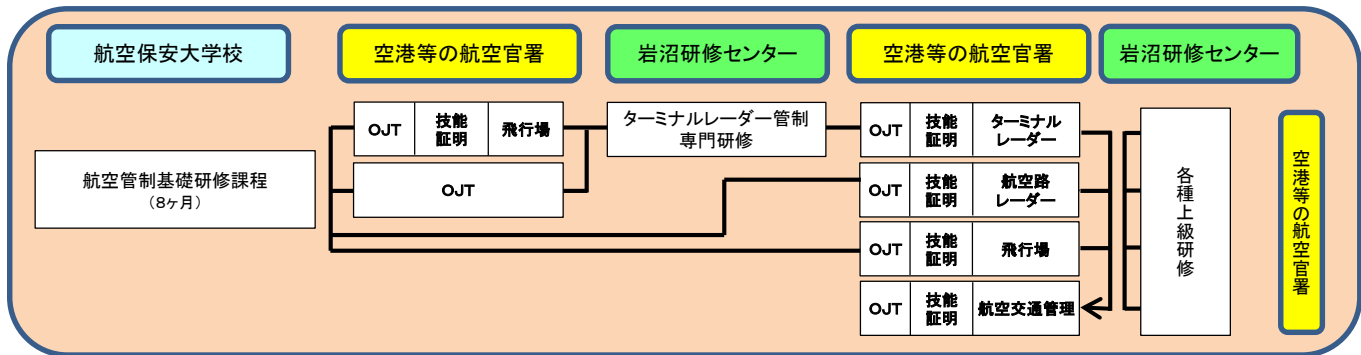 航空保安大学校
空港等の航空官署
岩沼研修センター
空港等の航空官署
岩沼研修センター
航空管制基礎研修課程
(8ヶ月)
OJT
技能
証明
飛行場
OJT
ターミナルレーダー管制
専門研修
OJT
技能
証明
ターミナル
レーダー
OJT
技能
証明
航空路
レーダー
OJT
技能
証明
飛行場
OJT
技能
証明
航空交通管理
各種上級研修
空港等の航空官署